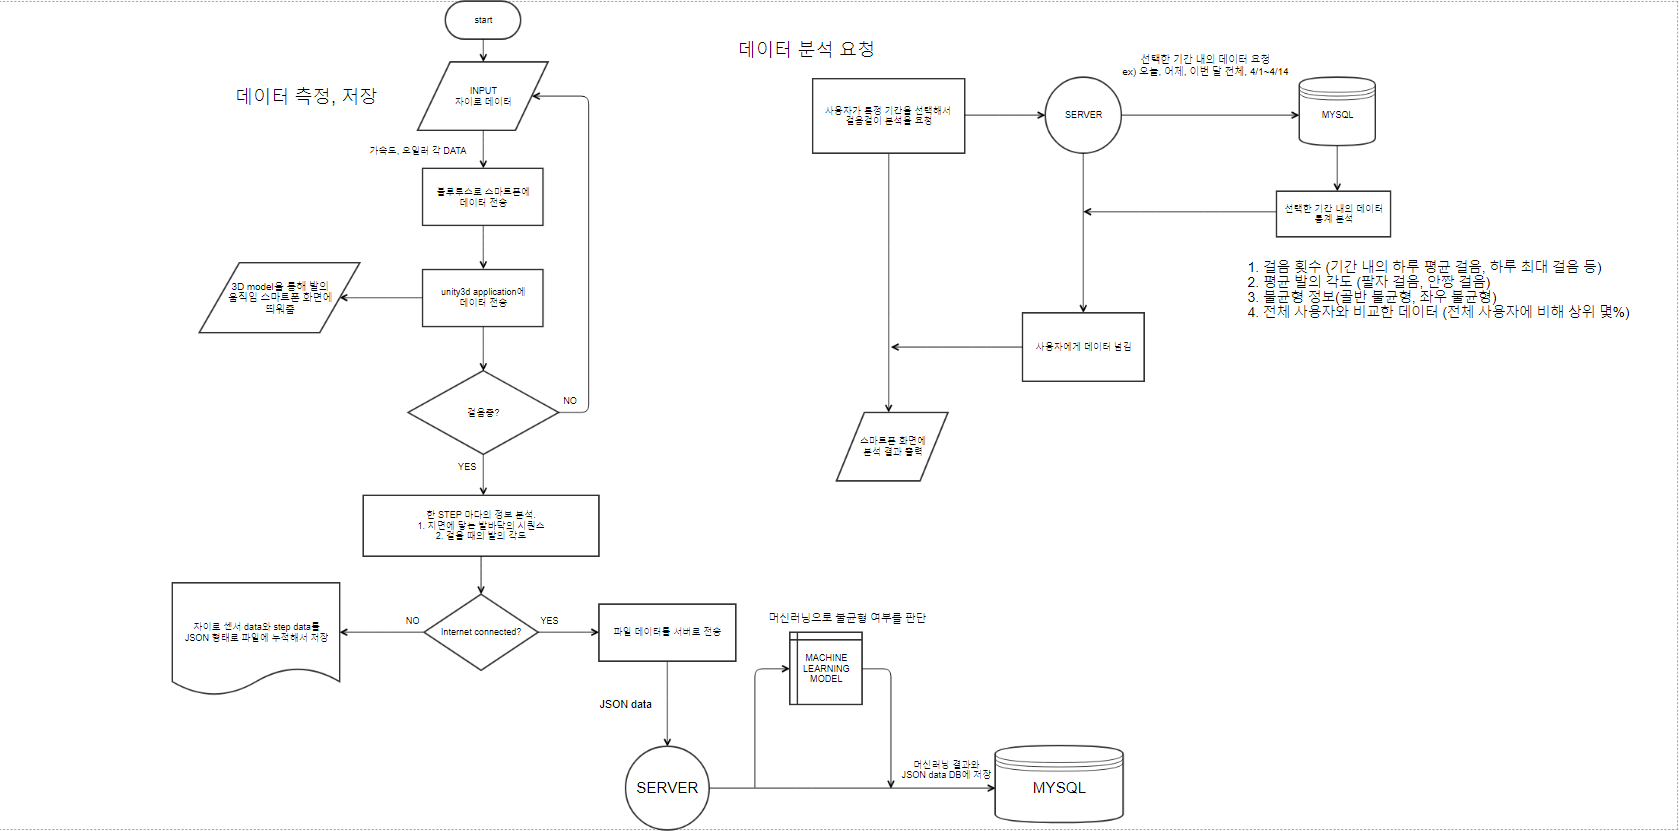 start
데이터 측정, 저장
INPUT
자이로 데이터
가속도, 오일러 각 DATA
블루투스로 스마트폰에
데이터 전송
3D model을 통해 발의
움직임 스마트폰 화면에
띄워줌
unity3d application에
데이터 전송
걸음중?
NO
YES
한 STEP 마다의 정보 분석.
1. 지면에 닿는 발바닥의 시퀀스
2. 걸을 때의 발의 각도
자이로 센서 data와 step data를
JSON 형태로 파일에 누적해서 저장
NO
Internet connected?
YES
파일 데이터를 서버로 전송
머신러닝으로 불균형 여부를 판단
MACHINE
LEARNING
MODEL
JSON data
SERVER
머신러닝 결과와
JSON data DB에 저장
MYSQL
데이터 분석 요청
사용자가 특정 기간을 선택해서
걸음걸이 분석을 요청
SERVER
선택한 기간 내의 데이터 요청
ex) 오늘, 어제, 이번 달 전체, 4/1~4/14
MYSQL
선택한 기간 내의 데이터
통계 분석
1. 걸음 횟수 (기간 내의 하루 평균 걸음, 하루 최대 걸음 등)
2. 평균 발의 각도 (팔자 걸음, 안짱 걸음)
3. 불균형 정보(골반 불균형, 좌우 불균형)
4. 전체 사용자와 비교한 데이터 (전체 사용자에 비해 상위 몇%)
사용자에게 데이터 넘김
스마트폰 화면에
분석 결과 출력